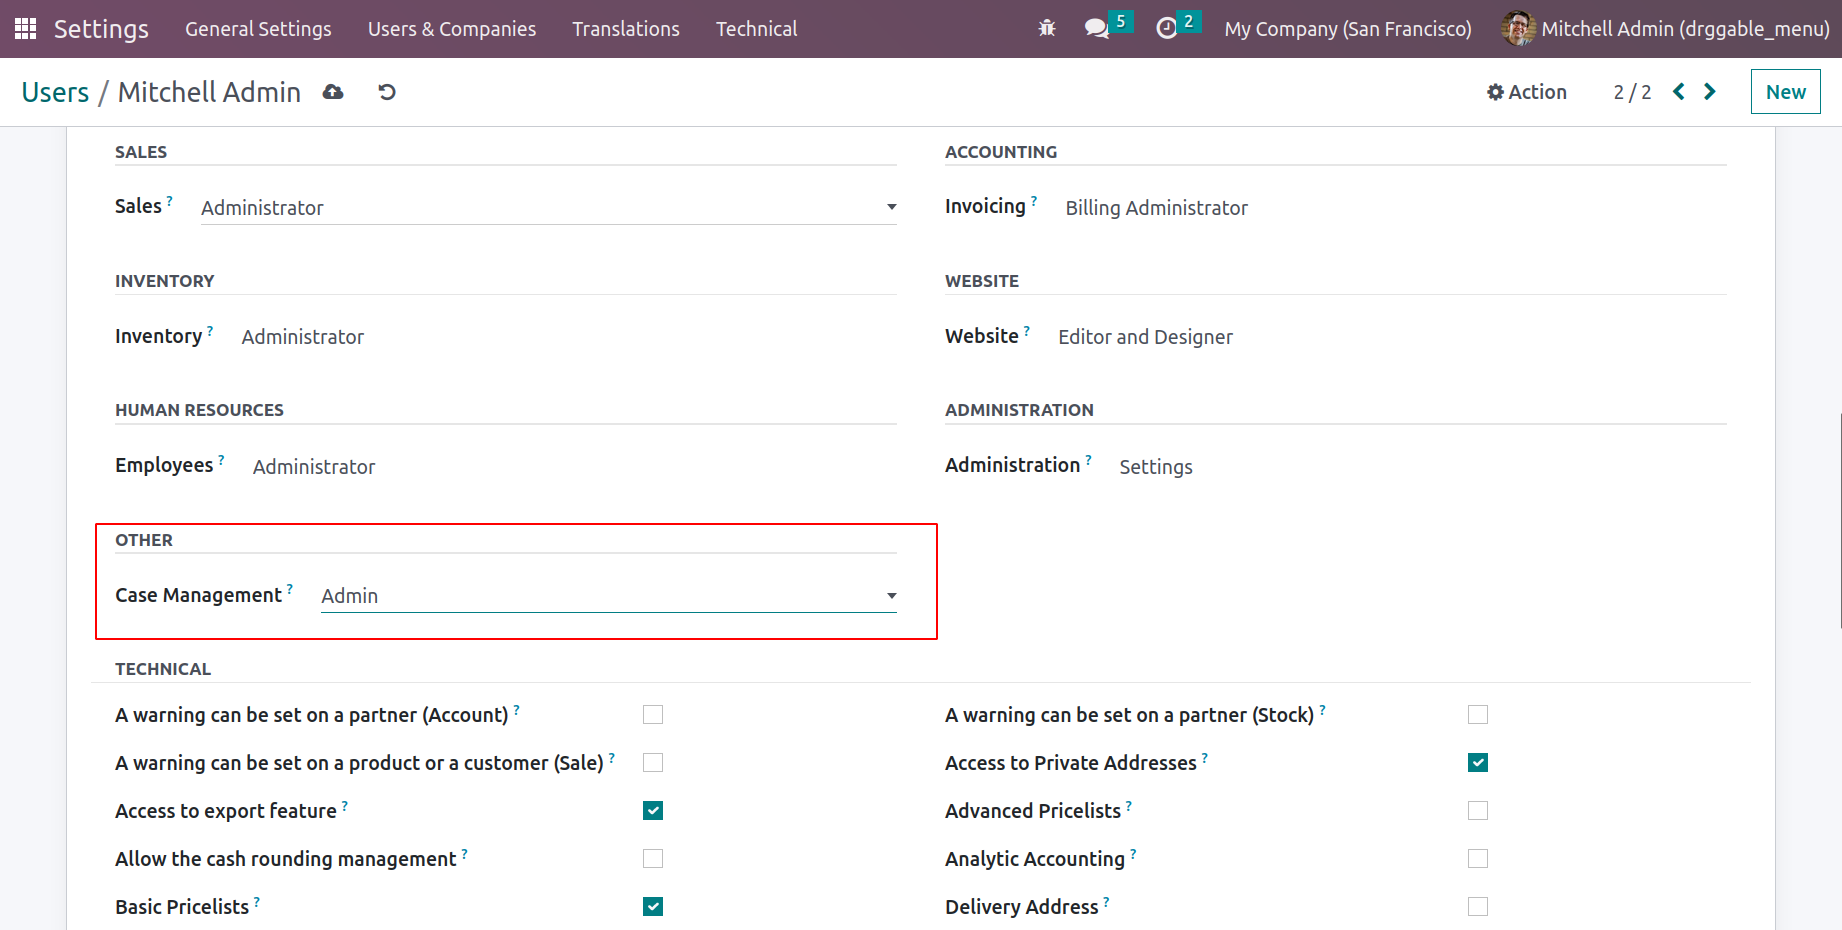 Settings General Settings Users & Companies Translations Technical 5 2 My Company (San Francisco) Mitchell Admin (drggable_menu)
Users / Mitchell Admin Action 2 / 2 New
SALES ACCOUNTING
Sales ? Administrator Invoicing ? Billing Administrator
INVENTORY WEBSITE
Inventory ? Administrator Website ? Editor and Designer
HUMAN RESOURCES ADMINISTRATION
Employees ? Administrator Administration ? Settings
OTHER
Case Management ? Admin
TECHNICAL
A warning can be set on a partner (Account) ? A warning can be set on a partner (Stock) ?
A warning can be set on a product or a customer (Sale) ? Access to Private Addresses ?
Access to export feature ? Advanced Pricelists ?
Allow the cash rounding management ? Analytic Accounting ?
Basic Pricelists ? Delivery Address ?